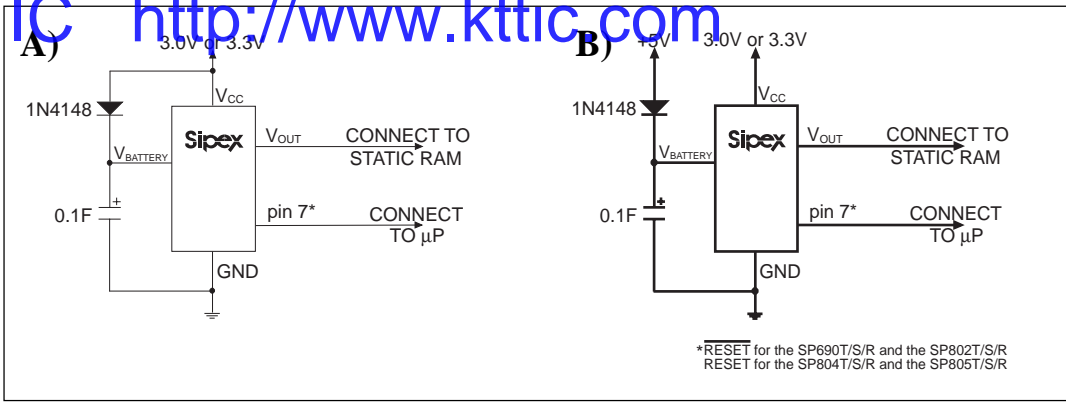 IC http://www.kttic.com
A)
3.0V or 3.3V
1N4148
VCC
Sipex
VOUT
CONNECT TO
STATIC RAM
VBATTERY
+
0.1F
pin 7*
CONNECT
TO µP
GND
B)
+5V
3.0V or 3.3V
1N4148
VCC
Sipex
VOUT
CONNECT TO
STATIC RAM
VBATTERY
+
0.1F
pin 7*
CONNECT
TO µP
GND
*RESET for the SP690T/S/R and the SP802T/S/R
RESET for the SP804T/S/R and the SP805T/S/R